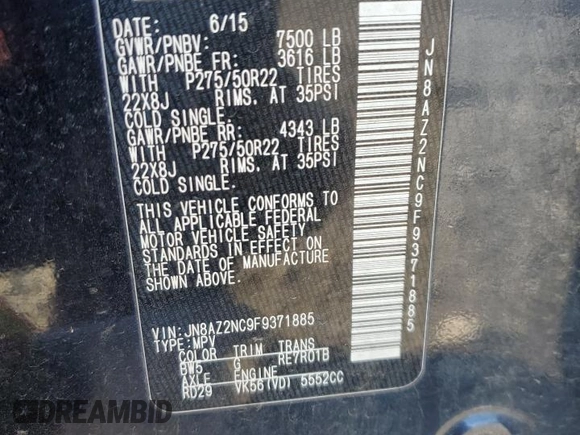 DATE: 6/15
GVWR/PNBV: 7500 LB
GAWR/PNBE FR: 3616 LB
WITH P275/50R22 TIRES
22X8J RIMS, AT 35PSI
COLD SINGLE.
GAWR/PNBE RR: 4343 LB
WITH P275/50R22 TIRES
22X8J RIMS, AT 35PSI
COLD SINGLE.
THIS VEHICLE CONFORMS TO
ALL APPLICABLE FEDERAL
MOTOR VEHICLE SAFETY
STANDARDS IN EFFECT ON
THE DATE OF MANUFACTURE
SHOWN ABOVE.
VIN:JN8AZ2NC9F9371885
TYPE:MPV
COLOR TRIM TRANS
BW5 G RE7R01B
AXLE ENGINE
RD29 VK56(VD) 5552CC
JN8AZ2NC9F9371885
DREAMBID